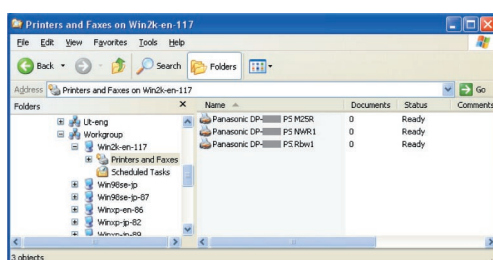 Printers and Faxes on Win2k-en-117
File Edit View Favorites Tools Help
Back Search Folders
Address Printers and Faxes on Win2k-en-117 Go
Folders × Name Documents Status Comments
Ut-eng
Workgroup
Win2k-en-117
Printers and Faxes
Scheduled Tasks
Win98se-jp
Win98se-jp-87
Winxp-en-86
Winxp-jp-82
Winxp-jp-89
Panasonic DP- PS M25R 0 Ready
Panasonic DP- PS NWR1 0 Ready
Panasonic DP- PS Rbw1 0 Ready
3 objects